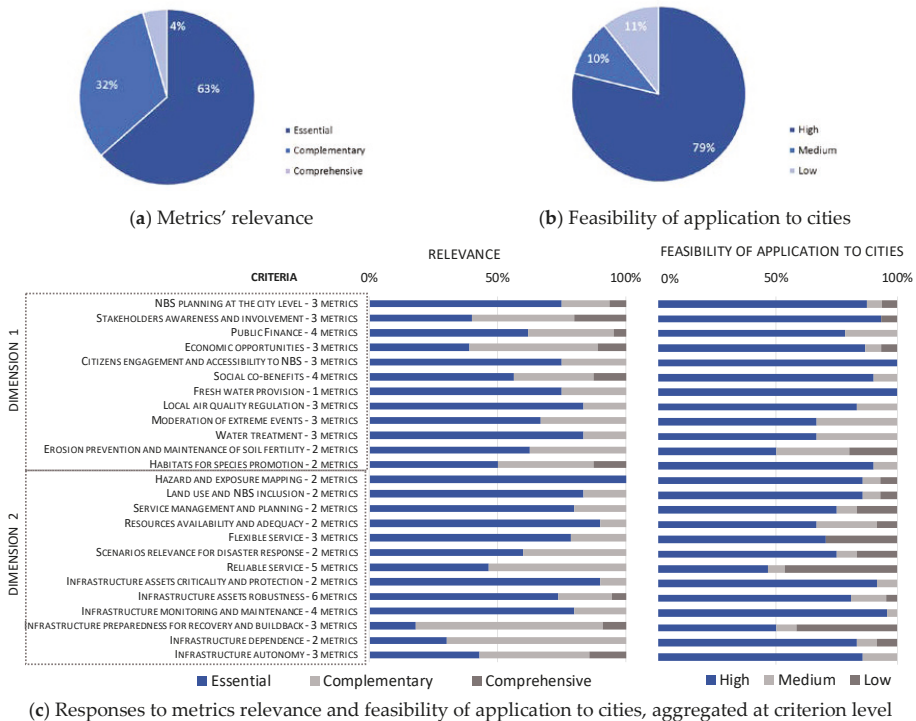 4%
32%
63%
Essential
Complementary
Comprehensive
(a) Metrics' relevance
11%
10%
79%
High
Medium
Low
(b) Feasibility of application to cities
RELEVANCE
FEASIBILITY OF APPLICATION TO CITIES
CRITERIA
0%
50%
100%
0%
50%
100%
DIMENSION 1
NBS PLANNING AT THE CITY LEVEL - 3 METRICS
STAKEHOLDERS AWARENESS AND INVOLVEMENT - 3 METRICS
PUBLIC FINANCE - 4 METRICS
ECONOMIC OPPORTUNITIES - 3 METRICS
CITIZENS ENGAGEMENT AND ACCESSIBILITY TO NBS - 3 METRICS
SOCIAL CO-BENEFITS - 4 METRICS
FRESH WATER PROVISION - 1 METRICS
LOCAL AIR QUALITY REGULATION - 3 METRICS
MODERATION OF EXTREME EVENTS - 3 METRICS
WATER TREATMENT - 3 METRICS
EROSION PREVENTION AND MAINTENANCE OF SOIL FERTILITY - 2 METRICS
HABITATS FOR SPECIES PROMOTION - 2 METRICS
DIMENSION 2
HAZARD AND EXPOSURE MAPPING - 2 METRICS
LAND USE AND NBS INCLUSION - 2 METRICS
SERVICE MANAGEMENT AND PLANNING - 2 METRICS
RESOURCES AVAILABILITY AND ADEQUACY - 2 METRICS
FLEXIBLE SERVICE - 3 METRICS
SCENARIOS RELEVANCE FOR DISASTER RESPONSE - 2 METRICS
RELIABLE SERVICE - 5 METRICS
INFRASTRUCTURE ASSETS CRITICALITY AND PROTECTION - 2 METRICS
INFRASTRUCTURE ASSETS ROBUSTNESS - 6 METRICS
INFRASTRUCTURE MONITORING AND MAINTENANCE - 4 METRICS
INFRASTRUCTURE PREPAREDNESS FOR RECOVERY AND BUILDBACK - 3 METRICS
INFRASTRUCTURE DEPENDENCE - 2 METRICS
INFRASTRUCTURE AUTONOMY - 3 METRICS
Essential
Complementary
Comprehensive
High
Medium
Low
(c) Responses to metrics relevance and feasibility of application to cities, aggregated at criterion level